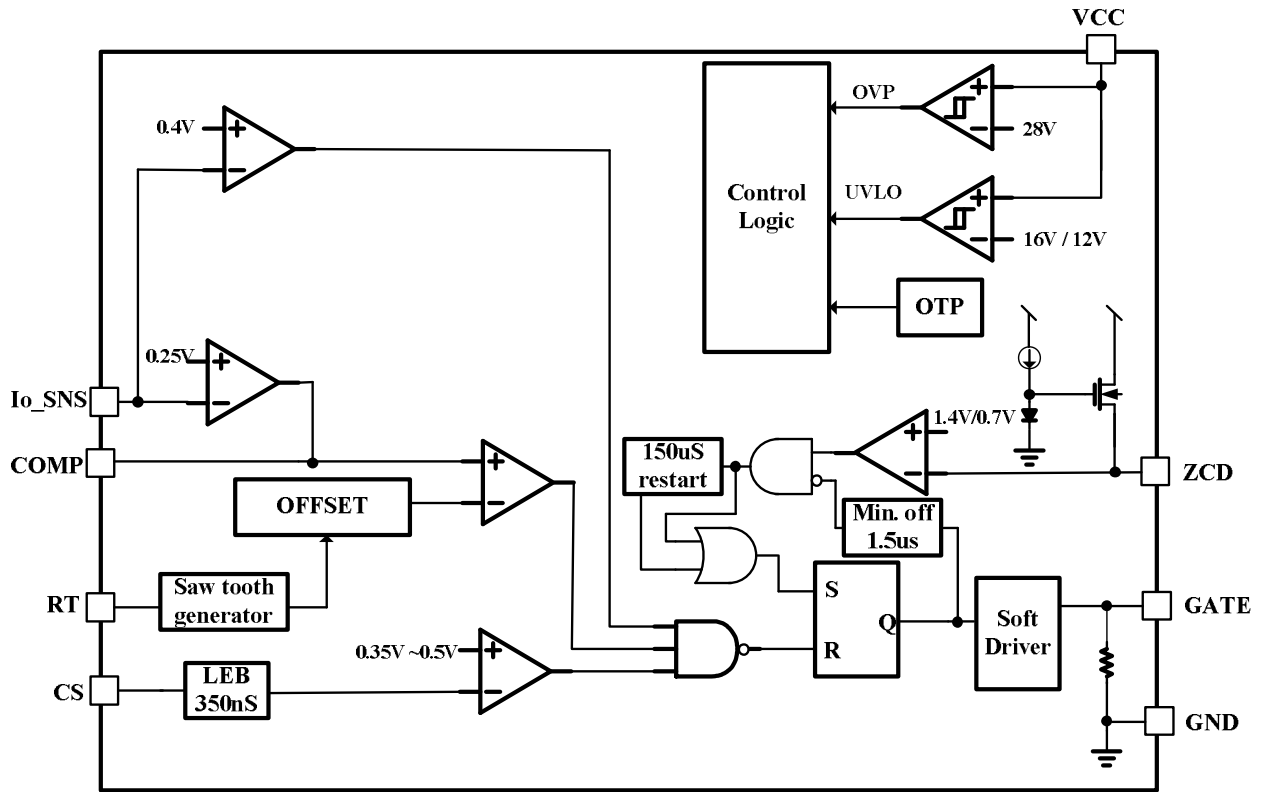 VCC
OVP
28V
0.4V
Control
Logic
UVLO
16V / 12V
OTP
0.25V
Io_SNS
1.4V/0.7V
COMP
150uS
restart
ZCD
OFFSET
Min. off
1.5us
Saw tooth
generator
RT
S
Q
R
Soft
Driver
GATE
0.35V ~0.5V
LEB
350nS
CS
GND